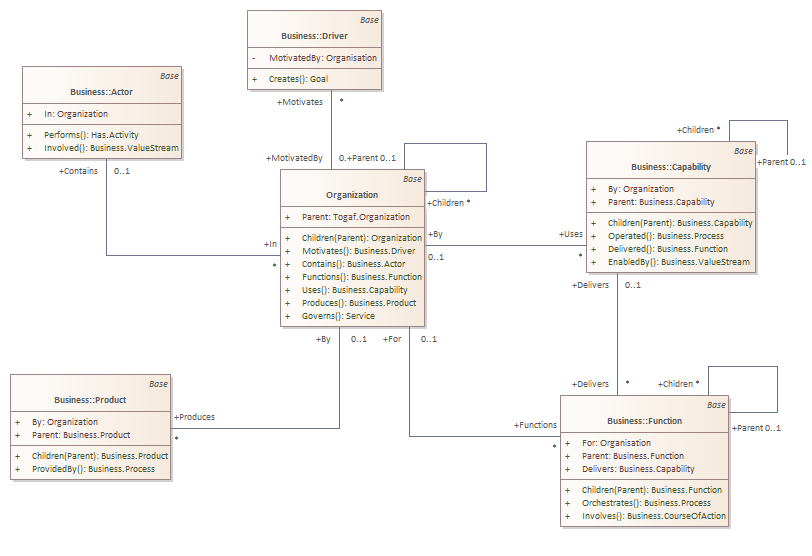 Base
Business::Driver
- MotivatedBy: Organisation
+ Creates(): Goal
+Motivates *
+MotivatedBy 0..
Base
Business::Actor
+ In: Organization
+ Performs(): Has.Activity
+ Involved(): Business.ValueStream
+Contains 0..1
+In
*
+Parent 0..1
+Children *
Base
Organization
+ Parent: Togaf.Organization
+ Children(Parent): Organization
+ Motivates(): Business.Driver
+ Contains(): Business.Actor
+ Functions(): Business.Function
+ Uses(): Business.Capability
+ Produces(): Business.Product
+ Governs(): Service
+By
0..1
+Uses
*
+Children *
+Parent 0..1
Base
Business::Capability
+ By: Organization
+ Parent: Business.Capability
+ Children(Parent): Business.Capability
+ Operated(): Business.Process
+ Delivered(): Business.Function
+ EnabledBy(): Business.ValueStream
+Delivers 0..1
+Delivers *
+By 0..1
+For 0..1
Base
Business::Product
+ By: Organization
+ Parent: Business.Product
+ Children(Parent): Business.Product
+ ProvidedBy(): Business.Process
+Produces
*
+Functions
*
+Chidren *
+Parent 0..1
Base
Business::Function
+ For: Organisation
+ Parent: Business.Function
+ Delivers: Business.Capability
+ Children(Parent): Business.Function
+ Orchestrates(): Business.Process
+ Involves(): Business.CourseOfAction